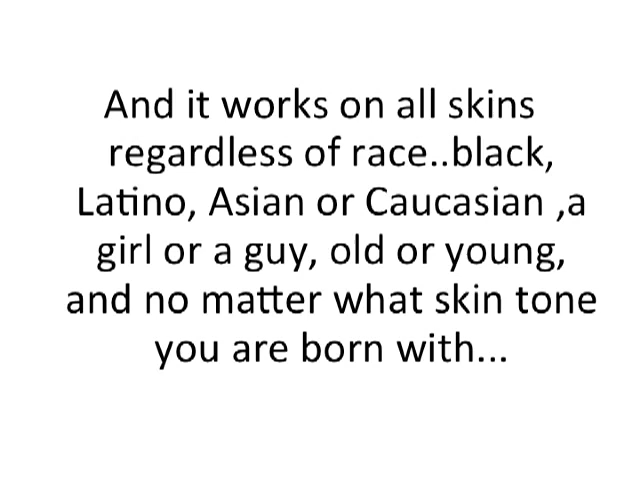 And it works on all skins
regardless of race..black,
Latino, Asian or Caucasian ,a
girl or a guy, old or young,
and no matter what skin tone
you are born with...